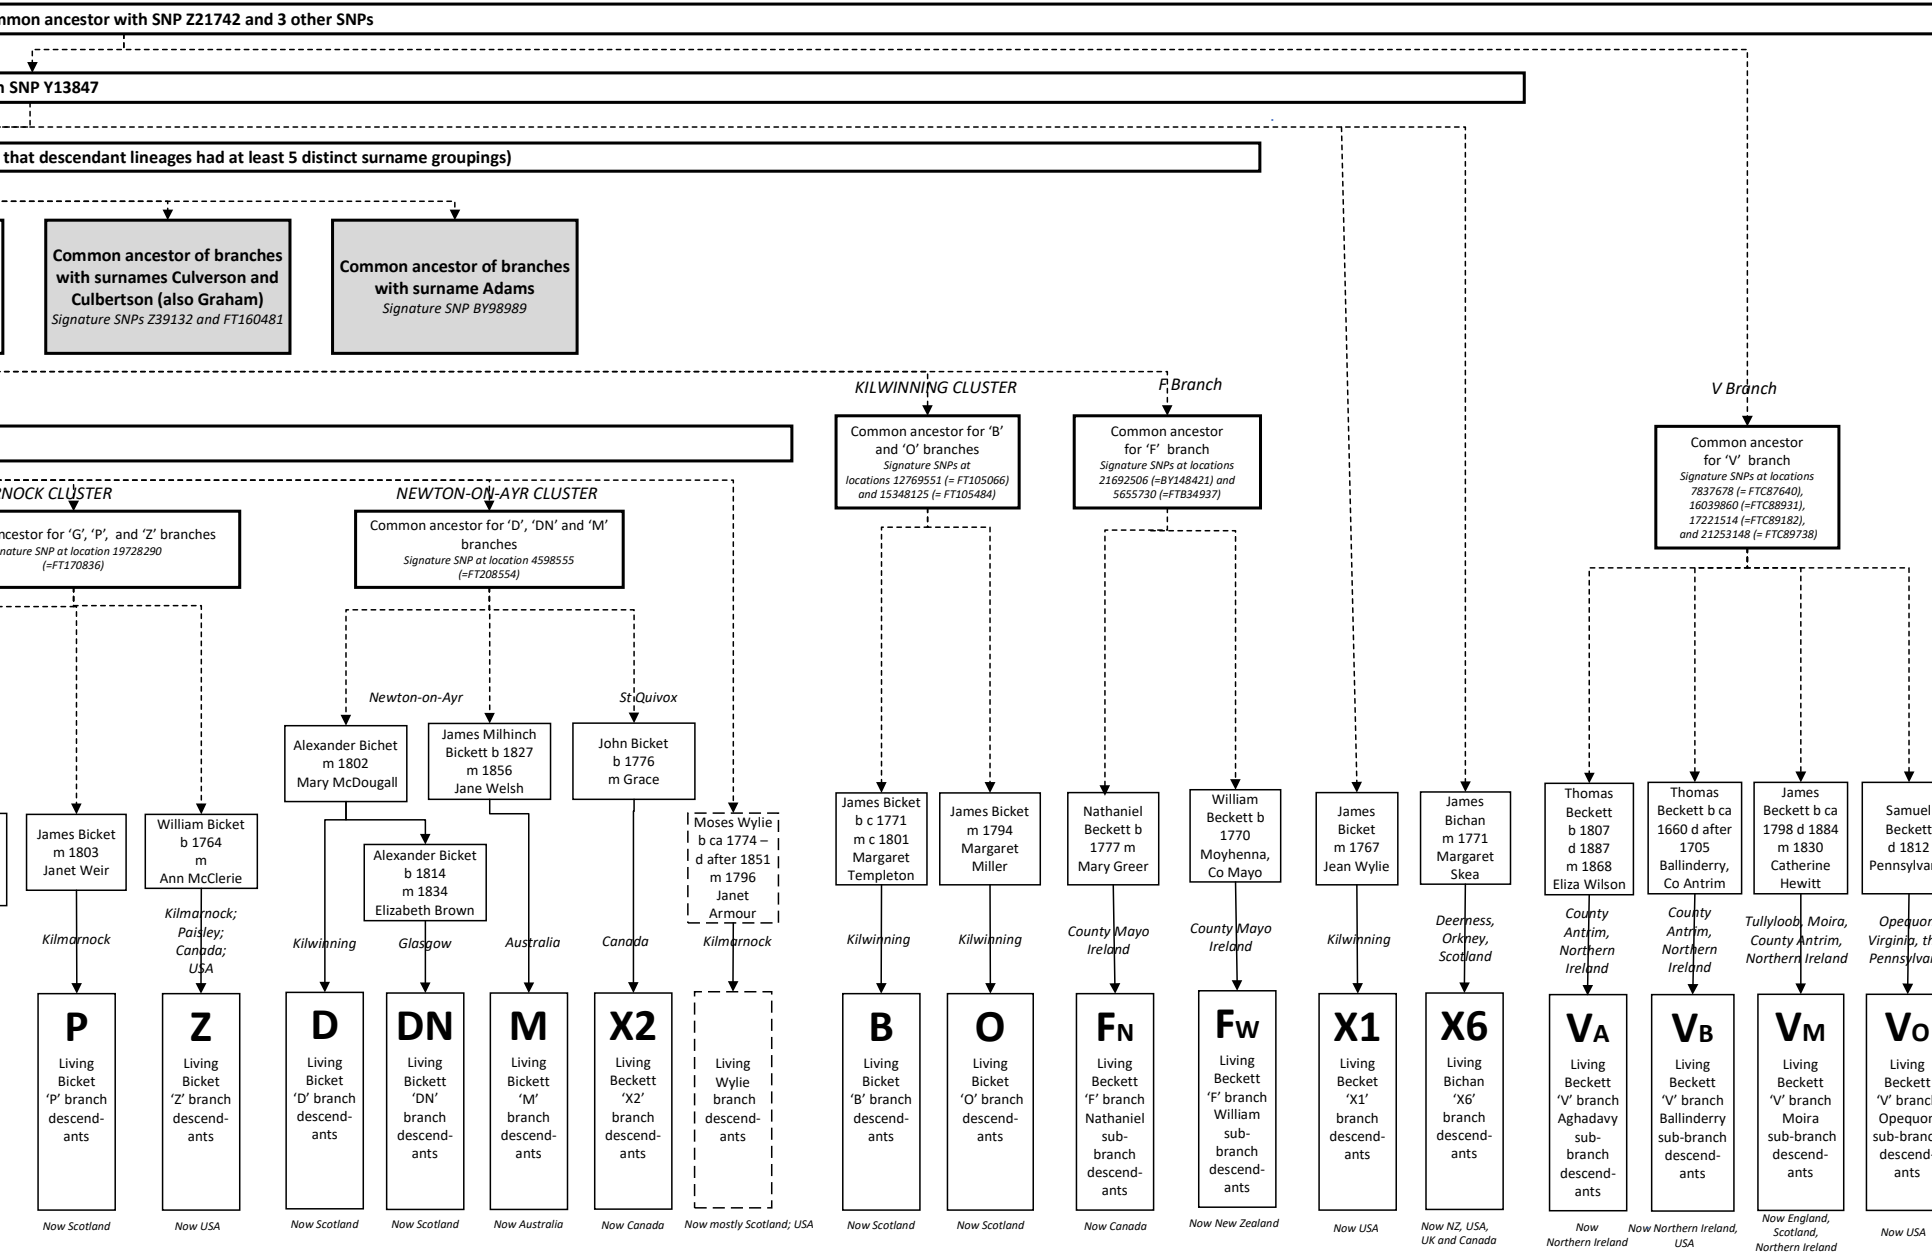 mmon ancestor with SNP Z21742 and 3 other SNPs
SNP Y13847
that descendant lineages had at least 5 distinct surname groupings)
Common ancestor of branches
with surnames Culverson and
Culbertson (also Graham)
Signature SNPs Z39132 and FT160481
Common ancestor of branches
with surname Adams
Signature SNP BY98989
KILWINNING CLUSTER
F Branch
V Branch
Common ancestor for ‘B’
and ‘O’ branches
Signature SNPs at
locations 12769551 (= FT105066)
and 15348125 (= FT105484)
Common ancestor
for ‘F’ branch
Signature SNPs at locations
21692506 (=BY148421) and
5655730 (=FTB34937)
Common ancestor
for ‘V’ branch
Signature SNPs at locations
7837678 (= FTC87640),
16039860 (=FTC88931),
17221514 (=FTC89182),
and 21253148 (= FTC89738)
NOCK CLUSTER
ncestor for ‘G’, ‘P’, and ‘Z’ branches
nature SNP at location 19728290
(=FT170836)
NEWTON-ON-AYR CLUSTER
Common ancestor for ‘D’, ‘DN’ and ‘M’
branches
Signature SNP at location 4598555
(=FT208554)
Newton-on-Ayr
St Quivox
James Bicket
m 1803
Janet Weir
Kilmarnock
William Bicket
b 1764
m
Ann McClerie
Kilmarnock;
Paisley;
Canada;
USA
Alexander Bichet
m 1802
Mary McDougall
Kilwinning
Alexander Bicket
b 1814
m 1834
Elizabeth Brown
Glasgow
James Milhinch
Bickett b 1827
m 1856
Jane Welsh
Australia
John Bicket
b 1776
m Grace
Canada
Moses Wylie
b ca 1774 –
d after 1851
m 1796
Janet
Armour
Kilmarnock
James Bicket
b c 1771
m c 1801
Margaret
Templeton
Kilwinning
James Bicket
m 1794
Margaret
Miller
Kilwinning
Nathaniel
Beckett b
1777 m
Mary Greer
County Mayo
Ireland
William
Beckett b
1770
Moyhenna,
Co Mayo
County Mayo
Ireland
James
Bicket
m 1767
Jean Wylie
Kilwinning
James
Bichan
m 1771
Margaret
Skea
Deerness,
Orkney,
Scotland
Thomas
Beckett
b 1807
d 1887
m 1868
Eliza Wilson
County
Antrim,
Northern
Ireland
Thomas
Beckett b ca
1660 d after
1705
Ballinderry,
Co Antrim
County
Antrim,
Northern
Ireland
James
Beckett b ca
1798 d 1884
m 1830
Catherine
Hewitt
Tullyloob, Moira,
County Antrim,
Northern Ireland
Samuel
Beckett
d 1812
Pennsylvan
Opequon
Virginia, th
Pennsylvan
P
Living
Bicket
‘P’ branch
descend-
ants
Now Scotland
Z
Living
Bicket
‘Z’ branch
descend-
ants
Now USA
D
Living
Bicket
‘D’ branch
descend-
ants
Now Scotland
DN
Living
Bickett
‘DN’
branch
descend-
ants
Now Scotland
M
Living
Bickett
‘M’
branch
descend-
ants
Now Australia
X2
Living
Beckett
‘X2’
branch
descend-
ants
Now Canada
Living
Wylie
branch
descend-
ants
Now mostly Scotland; USA
B
Living
Bicket
‘B’ branch
descend-
ants
Now Scotland
O
Living
Bicket
‘O’ branch
descend-
ants
Now Scotland
FN
Living
Beckett
‘F’ branch
Nathaniel
sub-
branch
descend-
ants
Now Canada
FW
Living
Beckett
‘F’ branch
William
sub-
branch
descend-
ants
Now New Zealand
X1
Living
Becket
‘X1’
branch
descend-
ants
Now USA
X6
Living
Bichan
‘X6’
branch
descend-
ants
Now NZ, USA,
UK and Canada
VA
Living
Beckett
‘V’ branch
Aghadavy
sub-
branch
descend-
ants
Now
Northern Ireland
VB
Living
Beckett
‘V’ branch
Ballinderry
sub-branch
descend-
ants
Now Northern Ireland,
USA
VM
Living
Beckett
‘V’ branch
Moira
sub-branch
descend-
ants
Now England,
Scotland,
Northern Ireland
VO
Living
Beckett
‘V’ branch
Opequon
sub-branc
descend-
ants
Now USA